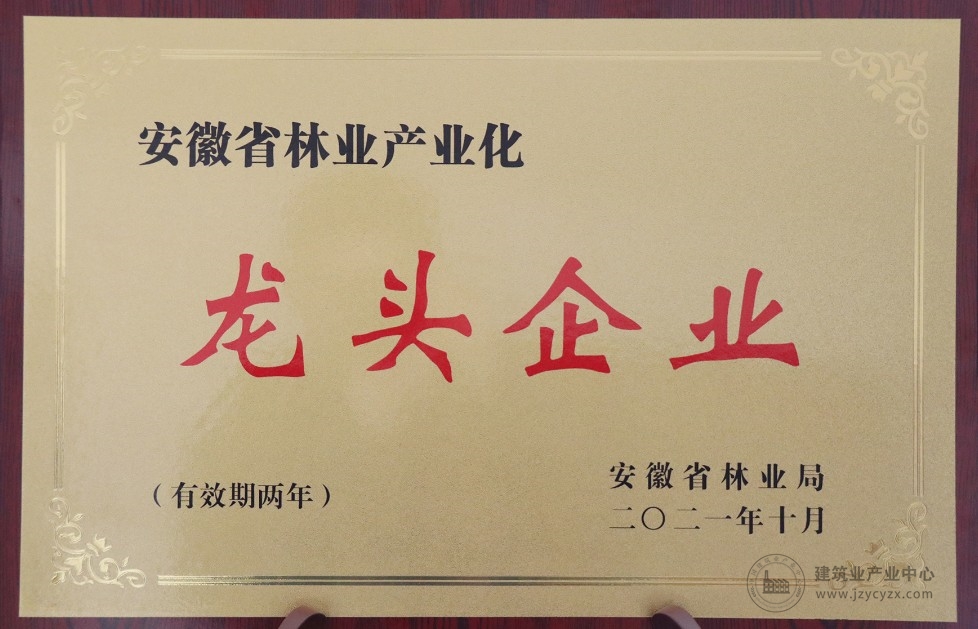 安徽省林业产业化
龙头企业
（有效期两年）
安徽省林业局
二〇二一年十月
建筑业产业中心
www.jzycyzx.com